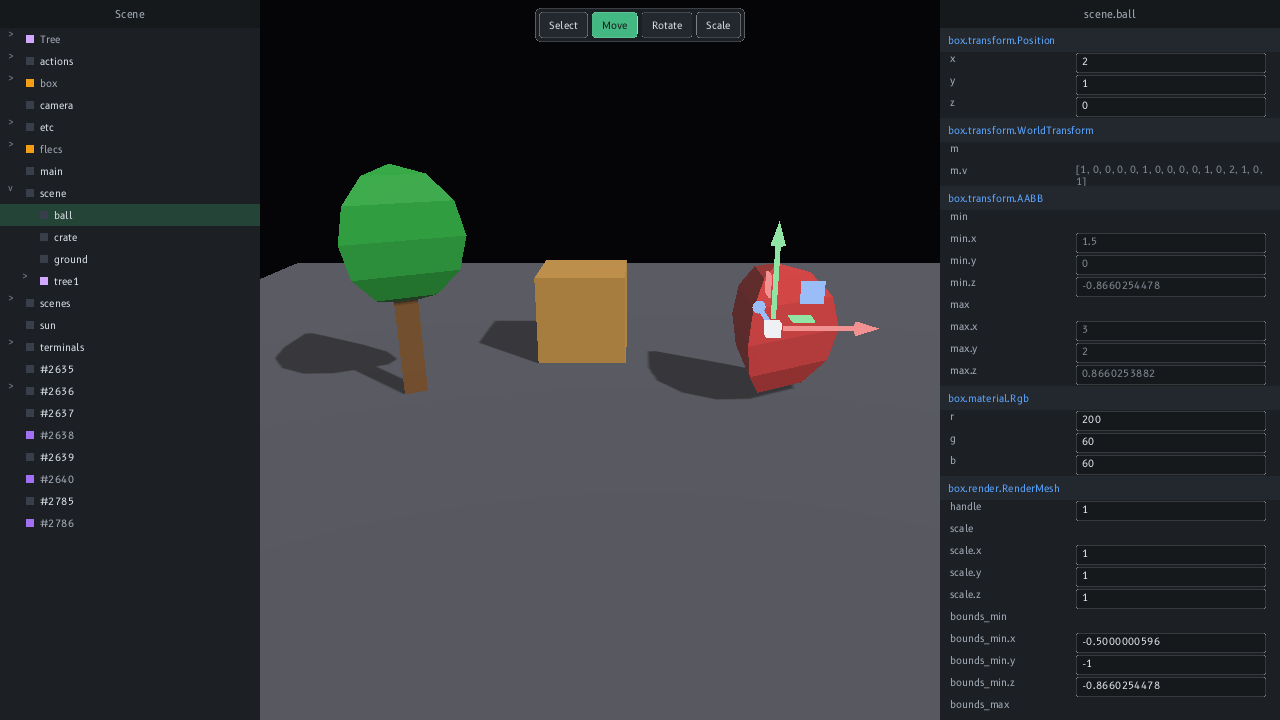 Scene
> Tree
> actions
> box
camera
> etc
> flecs
main
v scene
ball
crate
ground
> tree1
> scenes
sun
> terminals
#2635
> #2636
#2637
#2638
#2639
#2640
#2785
#2786
Select Move Rotate Scale
scene.ball
box.transform.Position
x 2
y 1
z 0
box.transform.WorldTransform
m
m.v [1, 0, 0, 0, 0, 1, 0, 0, 0, 0, 1, 0, 2, 1, 0,
1]
box.transform.AABB
min
min.x 1.5
min.y 0
min.z -0.8660254478
max
max.x 3
max.y 2
max.z 0.8660253882
box.material.Rgb
r 200
g 60
b 60
box.render.RenderMesh
handle 1
scale
scale.x 1
scale.y 1
scale.z 1
bounds_min
bounds_min.x -0.5000000596
bounds_min.y -1
bounds_min.z -0.8660254478
bounds_max